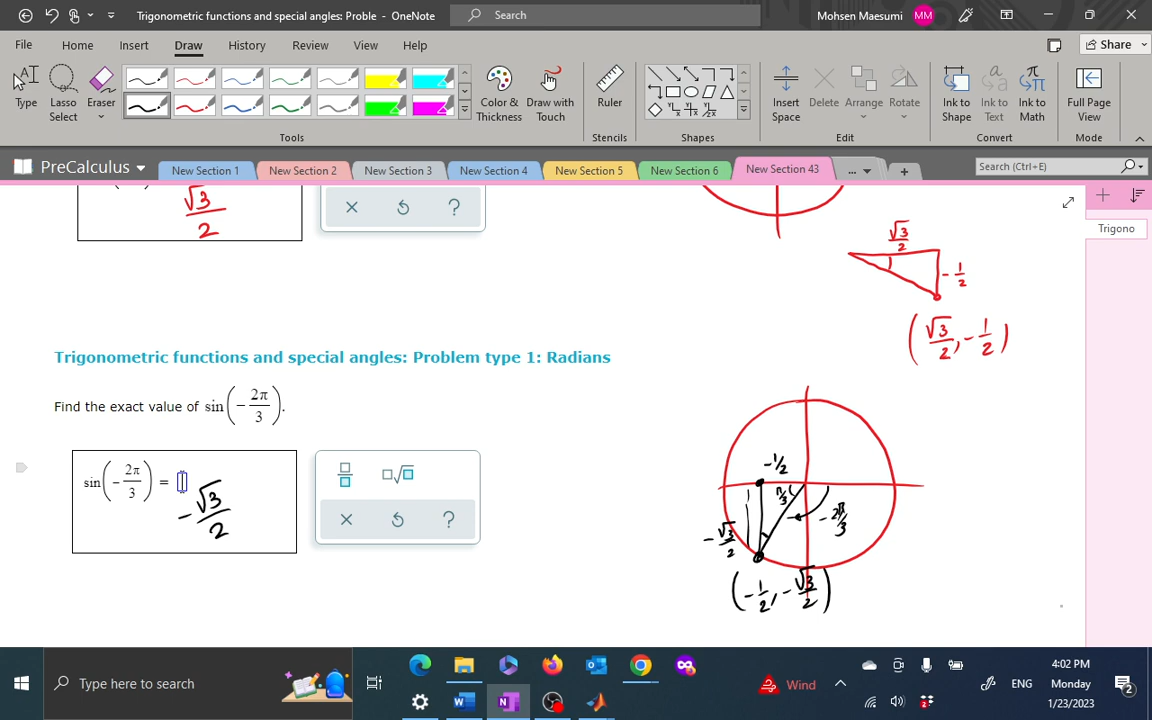 Trigonometric functions and special angles: Proble - OneNote
Search
Mohsen Maesumi
MM
File
Home
Insert
Draw
History
Review
View
Help
Share
Type
Lasso Select
Eraser
Color & Thickness
Draw with Touch
Ruler
Insert Space
Delete
Arrange
Rotate
Ink to Shape
Ink to Text
Ink to Math
Full Page View
Tools
Stencils
Shapes
Edit
Convert
Mode
PreCalculus
New Section 1
New Section 2
New Section 3
New Section 4
New Section 5
New Section 6
New Section 43
...
Search (Ctrl+E)
Trigono
√3/2
?
√3/2
-1/2
(√3/2, -1/2)
Trigonometric functions and special angles: Problem type 1: Radians
Find the exact value of sin(-2π/3).
sin(-2π/3) =
-√3/2
?
-1/2
π/3
-2π/3
-√3/2
(-1/2, -√3/2)
Type here to search
Wind
ENG
4:02 PM
Monday
1/23/2023
2